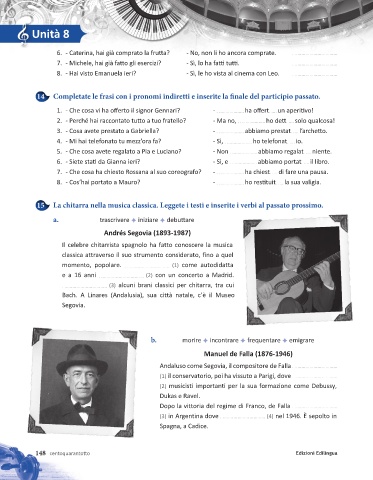 Unità 8
6. - Caterina, hai già comprato la frutta? - No, non li ho ancora comprate. ........................
7. - Michele, hai già fatto gli esercizi? - Sì, lo ha fatti tutti. ........................
8. - Hai visto Emanuela ieri? - Sì, le ho vista al cinema con Leo. ........................
14 Completate le frasi con i pronomi indiretti e inserite la finale del participio passato.
1. - Che cosa vi ha offerto il signor Gennari? - ............... ha offert.... un aperitivo!
2. - Perché hai raccontato tutto a tuo fratello? - Ma no, ............... ho dett.... solo qualcosa!
3. - Cosa avete prestato a Gabriella? - ............... abbiamo prestat.... l'archetto.
4. - Mi hai telefonato tu mezz'ora fa? - Sì, ............... ho telefonat.... io.
5. - Che cosa avete regalato a Pia e Luciano? - Non ............... abbiamo regalat.... niente.
6. - Siete stati da Gianna ieri? - Sì, e ............... abbiamo portat.... il libro.
7. - Che cosa ha chiesto Rossana al suo coreografo? - ............... ha chiest.... di fare una pausa.
8. - Cos'hai portato a Mauro? - ............... ho restituit.... la sua valigia.
15 La chitarra nella musica classica. Leggete i testi e inserite i verbi al passato prossimo.
a. trascrivere + iniziare + debuttare
Andrés Segovia (1893-1987)
Il celebre chitarrista spagnolo ha fatto conoscere la musica
classica attraverso il suo strumento considerato, fino a quel
momento, popolare. ........................ (1) come autodidatta
e a 16 anni ........................ (2) con un concerto a Madrid.
........................ (3) alcuni brani classici per chitarra, tra cui
Bach. A Linares (Andalusia), sua città natale, c'è il Museo
Segovia.
b. morire + incontrare + frequentare + emigrare
Manuel de Falla (1876-1946)
Andaluso come Segovia, il compositore de Falla ........................
(1) il conservatorio, poi ha vissuto a Parigi, dove ........................
(2) musicisti importanti per la sua formazione come Debussy,
Dukas e Ravel.
Dopo la vittoria del regime di Franco, de Falla ........................
(3) in Argentina dove ........................ (4) nel 1946. È sepolto in
Spagna, a Cadice.
148 centoquarantotto Edizioni Edilingua